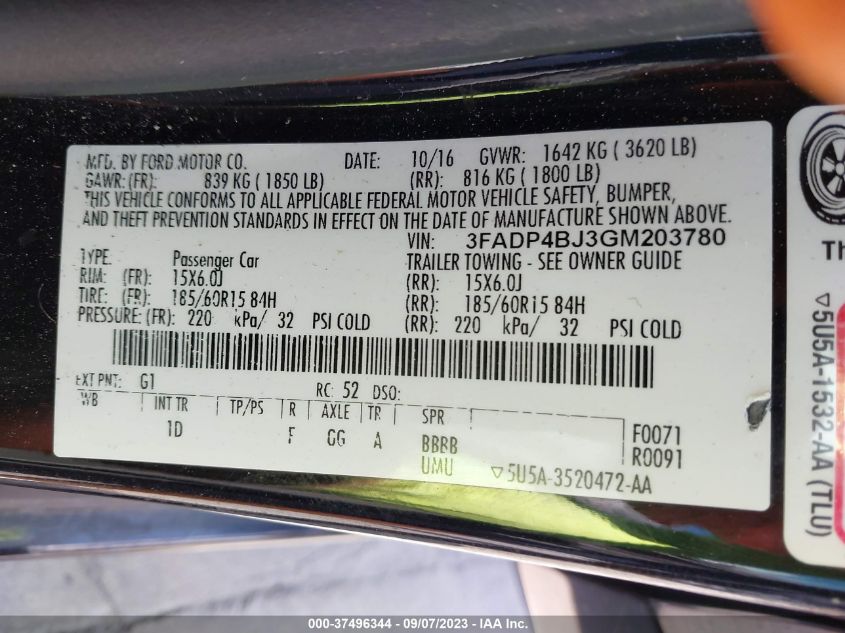 MFD. BY FORD MOTOR CO. DATE: 10/16 GVWR: 1642 KG ( 3620 LB)
GAWR: (FR): 839 KG ( 1850 LB) (RR): 816 KG ( 1800 LB)
THIS VEHICLE CONFORMS TO ALL APPLICABLE FEDERAL MOTOR VEHICLE SAFETY, BUMPER,
AND THEFT PREVENTION STANDARDS IN EFFECT ON THE DATE OF MANUFACTURE SHOWN ABOVE.
VIN: 3FADP4BJ3GM203780
TYPE: Passenger Car TRAILER TOWING - SEE OWNER GUIDE
RIM: (FR): 15X6.0J (RR): 15X6.0J
TIRE: (FR): 185/60R15 84H (RR): 185/60R15 84H
PRESSURE: (FR): 220 kPa/ 32 PSI COLD (RR): 220 kPa/ 32 PSI COLD
EXT PNT: G1 RC: 52 DSO:
WB INT TR TP/PS R AXLE TR SPR
1D F GG A BBBB F0071
UMU R0091
▽5U5A-3520472-AA
Th
▽5U5A-1532-AA (TLU)
000-37496344 - 09/07/2023 - IAA Inc.